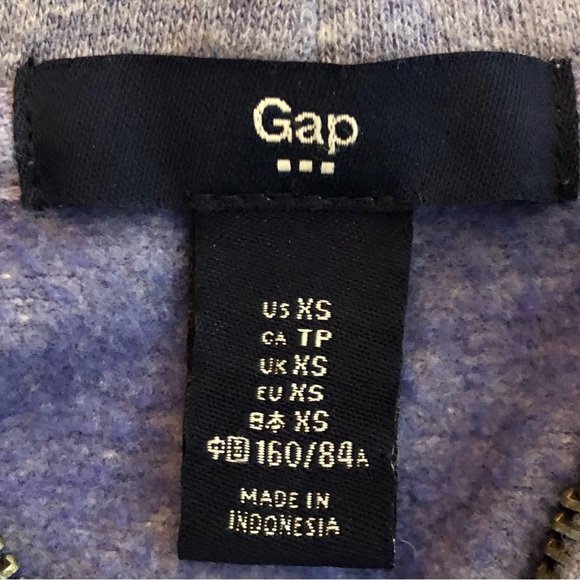 Gap
US XS
CA TP
UK XS
EU XS
日本 XS
中国 160/84A
MADE IN
INDONESIA